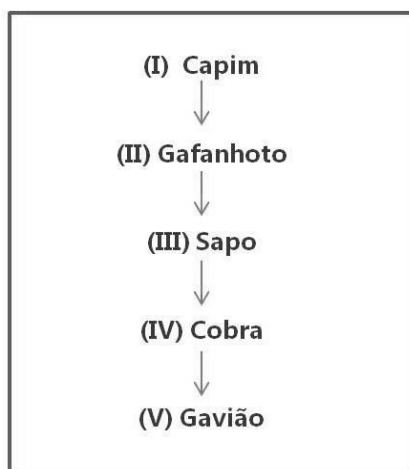 (I) Capim
(II) Gafanhoto
(III) Sapo
(IV) Cobra
(V) Gavião